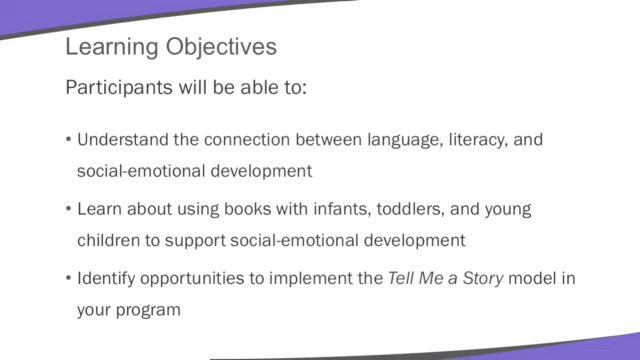 Learning Objectives
Participants will be able to:
• Understand the connection between language, literacy, and
social-emotional development
• Learn about using books with infants, toddlers, and young
children to support social-emotional development
• Identify opportunities to implement the Tell Me a Story model in
your program